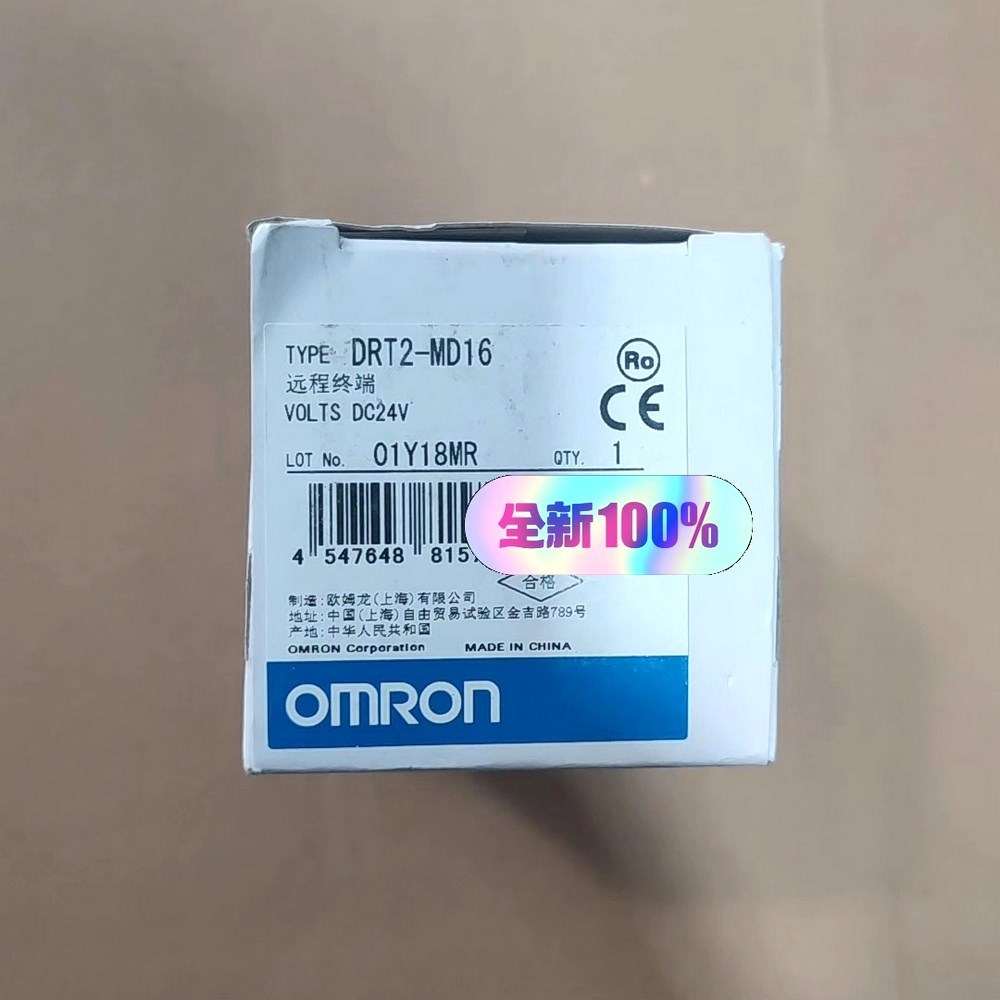 TYPE DRT2-MD16
Ro
远程终端
CE
VOLTS DC24V
LOT No. 01Y18MR QTY. 1
全新100%
4 547648 815
合格
制造:欧姆龙(上海)有限公司
地址:中国(上海)自由贸易试验区金吉路789号
产地:中华人民共和国
OMRON Corporation MADE IN CHINA
OMRON